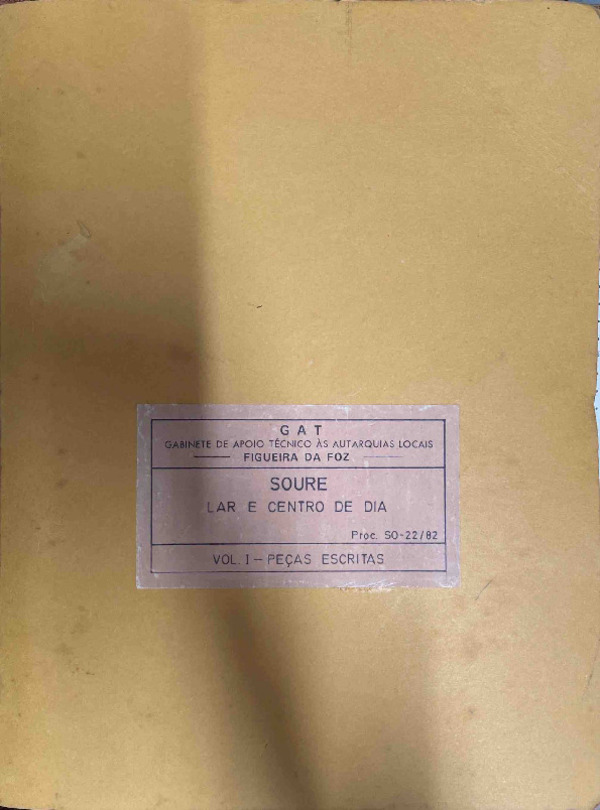 G A T
GABINETE DE APOIO TÉCNICO ÀS AUTARQUIAS LOCAIS
FIGUEIRA DA FOZ
SOURE
LAR E CENTRO DE DIA
Proc. SO-22/82
VOL. I - PEÇAS ESCRITAS